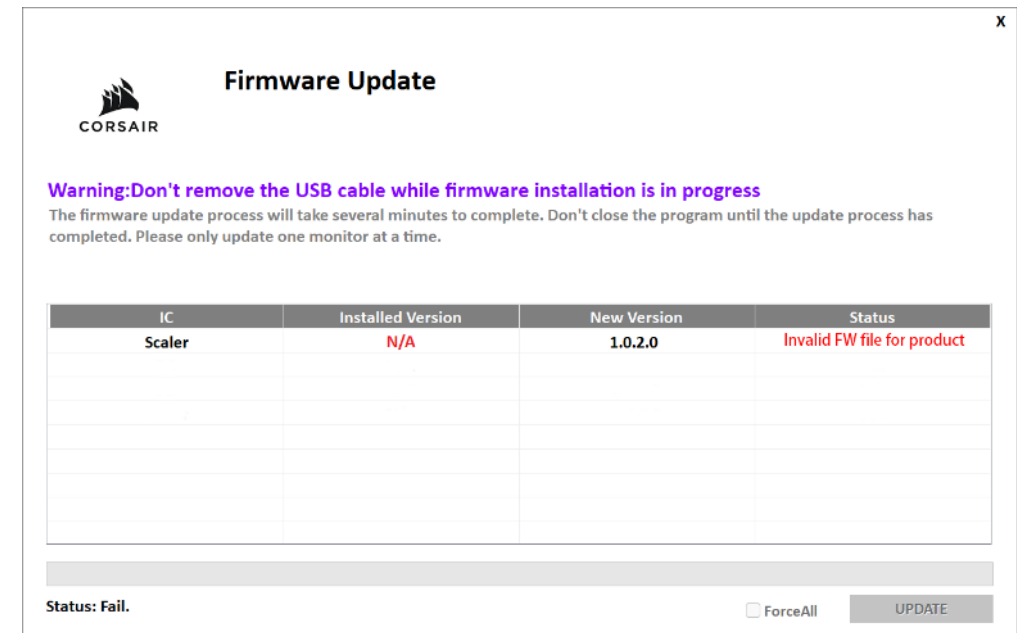 X
Firmware Update
CORSAIR
Warning:Don't remove the USB cable while firmware installation is in progress
The firmware update process will take several minutes to complete. Don't close the program until the update process has
completed. Please only update one monitor at a time.
IC Installed Version New Version Status
Scaler N/A 1.0.2.0 Invalid FW file for product
Status: Fail.
ForceAll UPDATE